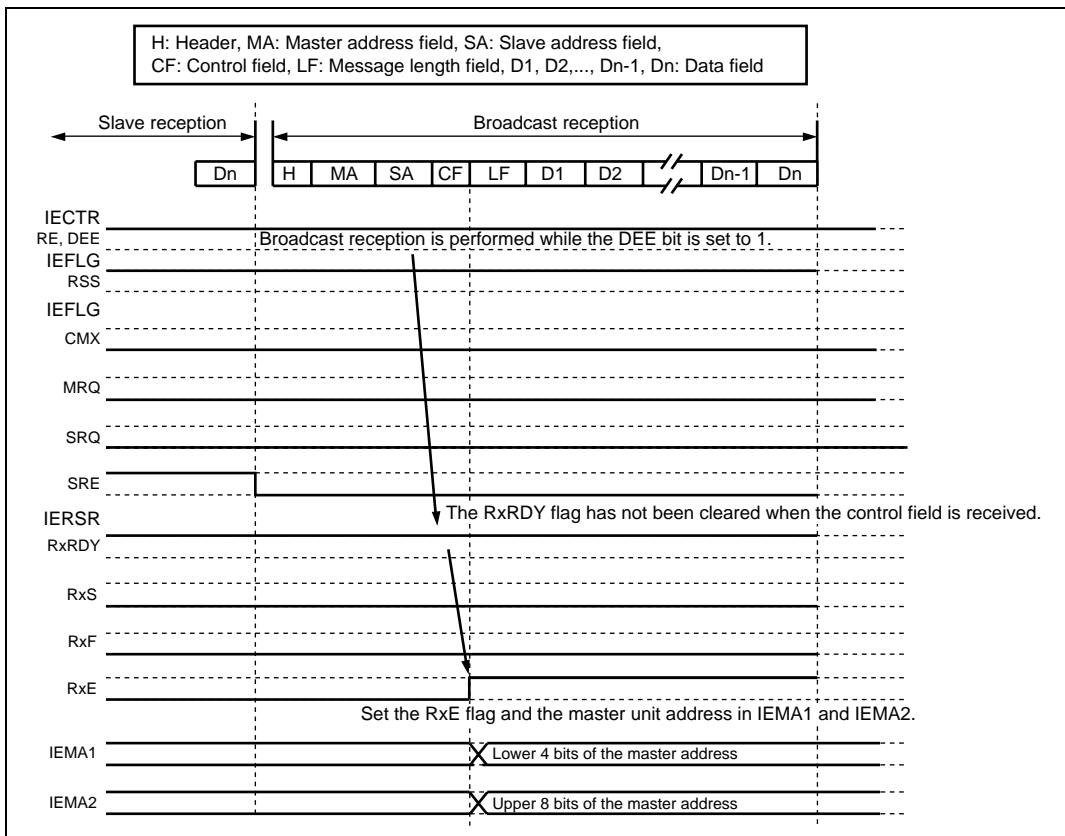 H: Header, MA: Master address field, SA: Slave address field,
CF: Control field, LF: Message length field, D1, D2,..., Dn-1, Dn: Data field
Slave reception
Broadcast reception
Dn H MA SA CF LF D1 D2 Dn-1 Dn
IECTR
RE, DEE
Broadcast reception is performed while the DEE bit is set to 1.
IEFLG
RSS
IEFLG
CMX
MRQ
SRQ
SRE
IERSR
The RxRDY flag has not been cleared when the control field is received.
RxRDY
RxS
RxF
RxE
Set the RxE flag and the master unit address in IEMA1 and IEMA2.
IEMA1
Lower 4 bits of the master address
IEMA2
Upper 8 bits of the master address